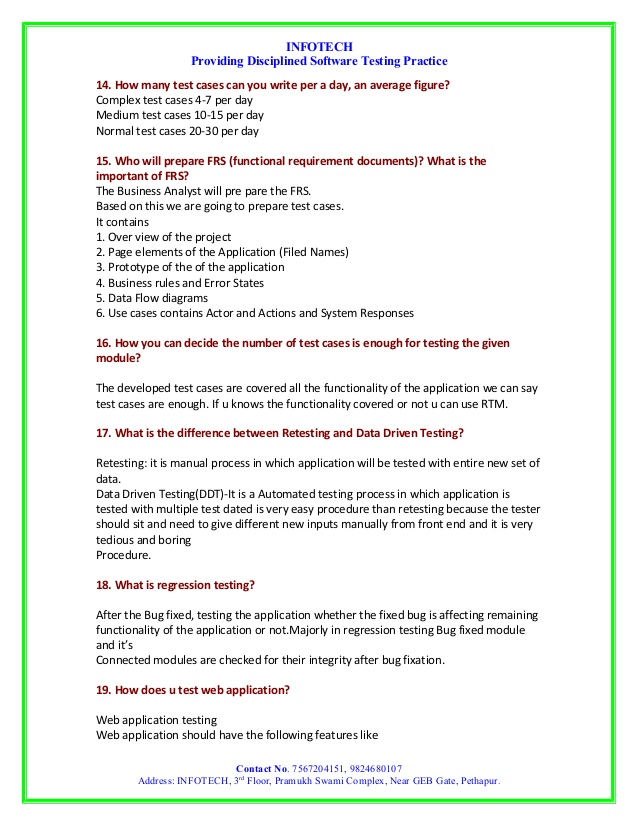 INFOTECH
Providing Disciplined Software Testing Practice
14. How many test cases can you write per a day, an average figure?
Complex test cases 4-7 per day
Medium test cases 10-15 per day
Normal test cases 20-30 per day
15. Who will prepare FRS (functional requirement documents)? What is the
important of FRS?
The Business Analyst will pre pare the FRS.
Based on this we are going to prepare test cases.
It contains
1. Over view of the project
2. Page elements of the Application (Filed Names)
3. Prototype of the of the application
4. Business rules and Error States
5. Data Flow diagrams
6. Use cases contains Actor and Actions and System Responses
16. How you can decide the number of test cases is enough for testing the given
module?
The developed test cases are covered all the functionality of the application we can say
test cases are enough. If u knows the functionality covered or not u can use RTM.
17. What is the difference between Retesting and Data Driven Testing?
Retesting: it is manual process in which application will be tested with entire new set of
data.
Data Driven Testing(DDT)-It is a Automated testing process in which application is
tested with multiple test dated is very easy procedure than retesting because the tester
should sit and need to give different new inputs manually from front end and it is very
tedious and boring
Procedure.
18. What is regression testing?
After the Bug fixed, testing the application whether the fixed bug is affecting remaining
functionality of the application or not.Majorly in regression testing Bug fixed module
and it's
Connected modules are checked for their integrity after bug fixation.
19. How does u test web application?
Web application testing
Web application should have the following features like
Contact No. 7567204151, 9824680107
Address: INFOTECH, 3rd Floor, Pramukh Swami Complex, Near GEB Gate, Pethapur.